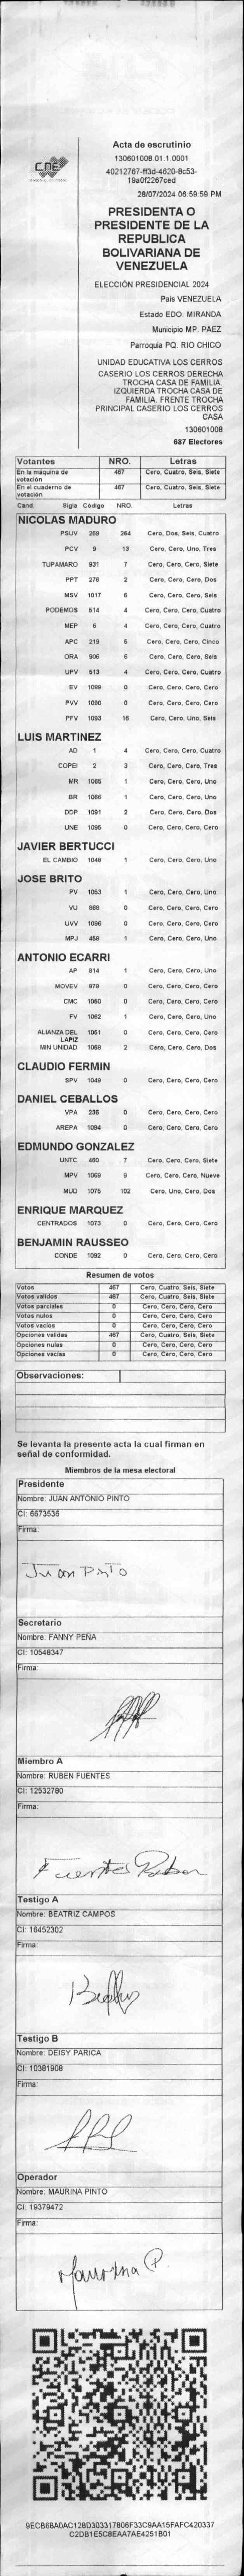 CNE
Acta de escrutinio
130601008.01.1.0001
40212767-ff3d-4620-8c53-
19a0f2267ced
28/07/2024 06:59:59 PM
PRESIDENTA O
PRESIDENTE DE LA
REPUBLICA
BOLIVARIANA DE
VENEZUELA
ELECCIÓN PRESIDENCIAL 2024
Pais VENEZUELA
Estado EDO. MIRANDA
Municipio MP. PAEZ
Parroquia PQ. RIO CHICO
UNIDAD EDUCATIVA LOS CERROS
CASERIO LOS CERROS DERECHA
TROCHA CASA DE FAMILIA.
IZQUIERDA TROCHA CASA DE
FAMILIA. FRENTE TROCHA
PRINCIPAL CASERIO LOS CERROS
CASA
130601008
687 Electores
Votantes NRO. Letras
En la máquina de votación 467 Cero, Cuatro, Seis, Siete
En el cuaderno de votación 467 Cero, Cuatro, Seis, Siete
Cand. Sigla Código NRO. Letras
NICOLAS MADURO
PSUV 269 264 Cero, Dos, Seis, Cuatro
PCV 9 13 Cero, Cero, Uno, Tres
TUPAMARO 931 7 Cero, Cero, Cero, Siete
PPT 276 2 Cero, Cero, Cero, Dos
MSV 1017 6 Cero, Cero, Cero, Seis
PODEMOS 514 4 Cero, Cero, Cero, Cuatro
MEP 6 4 Cero, Cero, Cero, Cuatro
APC 219 5 Cero, Cero, Cero, Cinco
ORA 906 6 Cero, Cero, Cero, Seis
UPV 513 4 Cero, Cero, Cero, Cuatro
EV 1089 0 Cero, Cero, Cero, Cero
PVV 1090 0 Cero, Cero, Cero, Cero
PFV 1093 16 Cero, Cero, Uno, Seis
LUIS MARTINEZ
AD 1 4 Cero, Cero, Cero, Cuatro
COPEI 2 3 Cero, Cero, Cero, Tres
MR 1065 1 Cero, Cero, Cero, Uno
BR 1066 1 Cero, Cero, Cero, Uno
DDP 1091 2 Cero, Cero, Cero, Dos
UNE 1095 0 Cero, Cero, Cero, Cero
JAVIER BERTUCCI
EL CAMBIO 1048 1 Cero, Cero, Cero, Uno
JOSE BRITO
PV 1053 1 Cero, Cero, Cero, Uno
VU 868 0 Cero, Cero, Cero, Cero
UVV 1096 0 Cero, Cero, Cero, Cero
MPJ 458 1 Cero, Cero, Cero, Uno
ANTONIO ECARRI
AP 814 1 Cero, Cero, Cero, Uno
MOVEV 878 0 Cero, Cero, Cero, Cero
CMC 1050 0 Cero, Cero, Cero, Cero
FV 1062 1 Cero, Cero, Cero, Uno
ALIANZA DEL LAPIZ 1051 0 Cero, Cero, Cero, Cero
MIN UNIDAD 1068 2 Cero, Cero, Cero, Dos
CLAUDIO FERMIN
SPV 1049 0 Cero, Cero, Cero, Cero
DANIEL CEBALLOS
VPA 236 0 Cero, Cero, Cero, Cero
AREPA 1094 0 Cero, Cero, Cero, Cero
EDMUNDO GONZALEZ
UNTC 460 7 Cero, Cero, Cero, Siete
MPV 1069 9 Cero, Cero, Cero, Nueve
MUD 1075 102 Cero, Uno, Cero, Dos
ENRIQUE MARQUEZ
CENTRADOS 1073 0 Cero, Cero, Cero, Cero
BENJAMIN RAUSSEO
CONDE 1092 0 Cero, Cero, Cero, Cero
Resumen de votos
Votos 467 Cero, Cuatro, Seis, Siete
Votos validos 467 Cero, Cuatro, Seis, Siete
Votos parciales 0 Cero, Cero, Cero, Cero
Votos nulos 0 Cero, Cero, Cero, Cero
Votos vacios 0 Cero, Cero, Cero, Cero
Opciones validas 467 Cero, Cuatro, Seis, Siete
Opciones nulas 0 Cero, Cero, Cero, Cero
Opciones vacias 0 Cero, Cero, Cero, Cero
Observaciones:
Se levanta la presente acta la cual firman en
señal de conformidad.
Miembros de la mesa electoral
Presidente
Nombre: JUAN ANTONIO PINTO
CI: 6673536
Firma:
Juan Pinto
Secretario
Nombre: FANNY PEÑA
CI: 10548347
Firma:
Miembro A
Nombre: RUBEN FUENTES
CI: 12532780
Firma:
Fuentes Ruben
Testigo A
Nombre: BEATRIZ CAMPOS
CI: 16452302
Firma:
Testigo B
Nombre: DEISY PARICA
CI: 10381908
Firma:
Operador
Nombre: MAURINA PINTO
CI: 19379472
Firma:
Maurina P.
9ECB6BA0AC128D303317806F33C9AA15FAFC420337
C2DB1E5C8EAA7AE4251B01